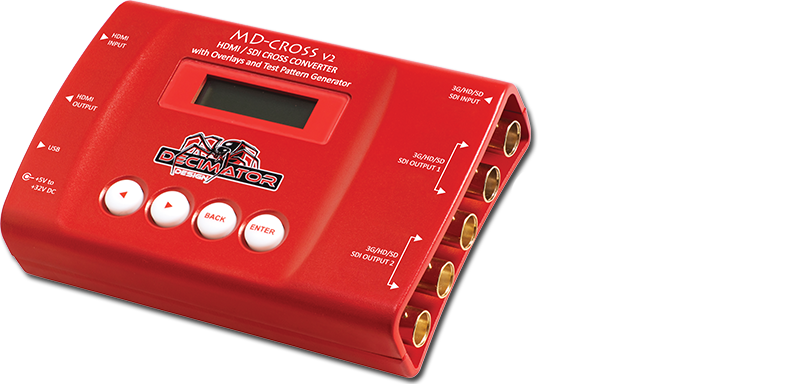 MD-CROSS V2
HDMI / SDI CROSS CONVERTER
with Overlays and Test Pattern Generator
HDMI
INPUT
HDMI
OUTPUT
USB
+5V to
+32V DC
3G/HD/SD
SDI INPUT
3G/HD/SD
SDI OUTPUT 1
3G/HD/SD
SDI OUTPUT 2
DECIMATOR
DESIGN
BACK
ENTER